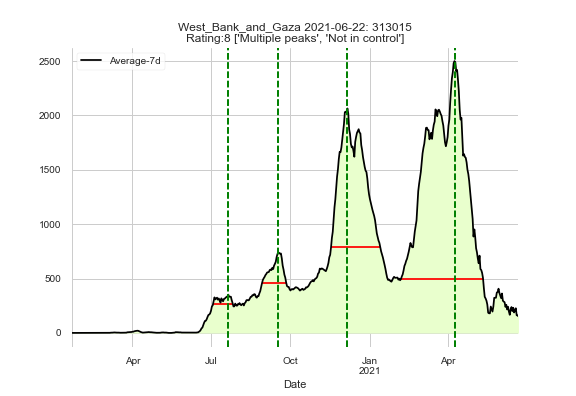 West_Bank_and_Gaza 2021-06-22: 313015
Rating:8 ['Multiple peaks', 'Not in control']
Average-7d
2500
2000
1500
1000
500
0
Apr
Jul
Oct
Jan
2021
Apr
Date